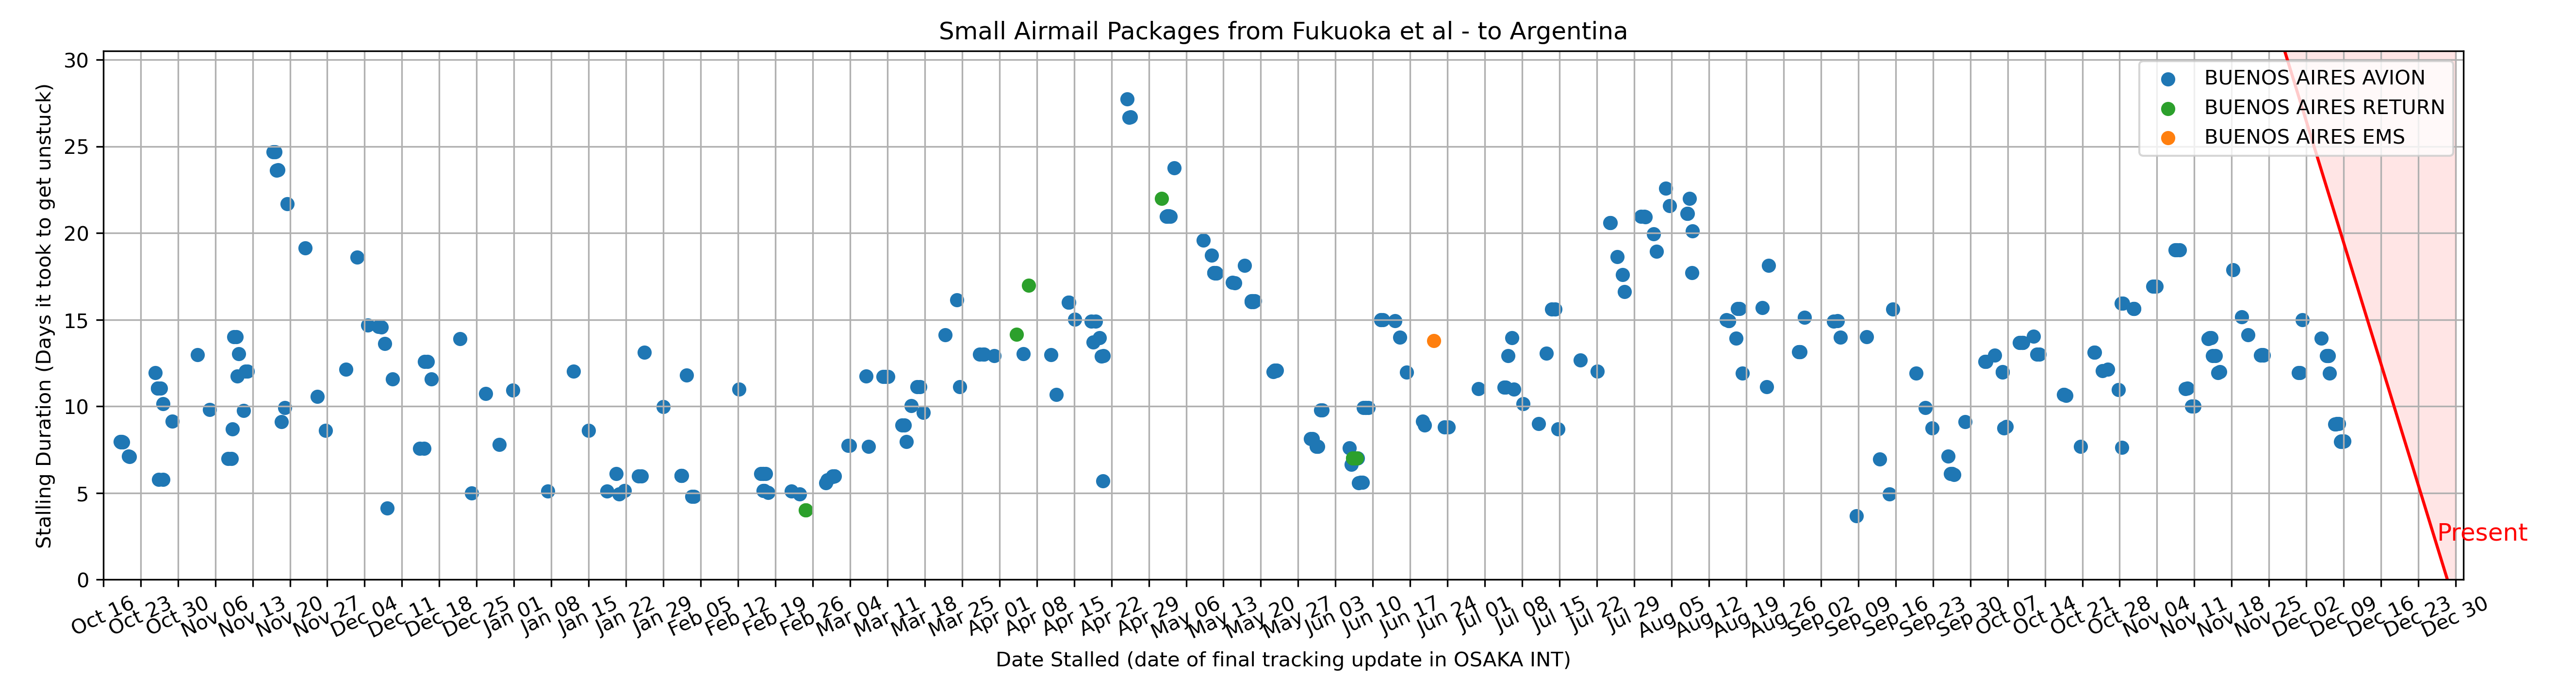 Small Airmail Packages from Fukuoka et al - to Argentina
Stalling Duration (Days it took to get unstuck)
30
25
20
15
10
5
0
BUENOS AIRES AVION
BUENOS AIRES RETURN
BUENOS AIRES EMS
Present
Oct 16
Oct 23
Oct 30
Nov 06
Nov 13
Nov 20
Nov 27
Dec 04
Dec 11
Dec 18
Dec 25
Jan 01
Jan 08
Jan 15
Jan 22
Jan 29
Feb 05
Feb 12
Feb 19
Feb 26
Mar 04
Mar 11
Mar 18
Mar 25
Apr 01
Apr 08
Apr 15
Apr 22
Apr 29
May 06
May 13
May 20
May 27
Jun 03
Jun 10
Jun 17
Jun 24
Jul 01
Jul 08
Jul 15
Jul 22
Jul 29
Aug 05
Aug 12
Aug 19
Aug 26
Sep 02
Sep 09
Sep 16
Sep 23
Sep 30
Oct 07
Oct 14
Oct 21
Oct 28
Nov 04
Nov 11
Nov 18
Nov 25
Dec 02
Dec 09
Dec 16
Dec 23
Dec 30
Date Stalled (date of final tracking update in OSAKA INT)